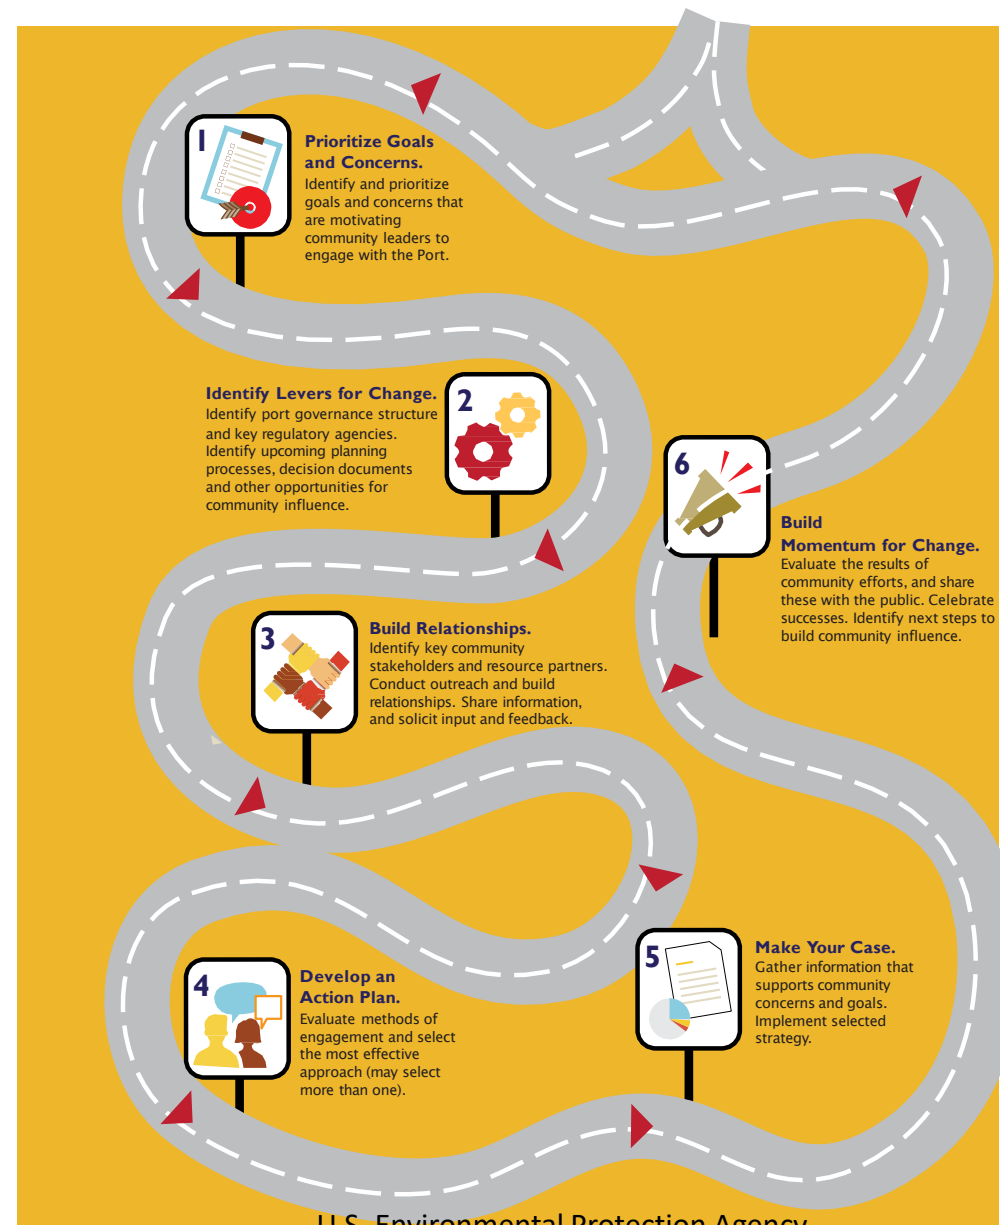 1
Prioritize Goals
and Concerns.
Identify and prioritize
goals and concerns that
are motivating
community leaders to
engage with the Port.
Identify Levers for Change.
Identify port governance structure
and key regulatory agencies.
Identify upcoming planning
processes, decision documents
and other opportunities for
community influence.
2
3
Build Relationships.
Identify key community
stakeholders and resource partners.
Conduct outreach and build
relationships. Share information,
and solicit input and feedback.
4
Develop an
Action Plan.
Evaluate methods of
engagement and select
the most effective
approach (may select
more than one).
5
Make Your Case.
Gather information that
supports community
concerns and goals.
Implement selected
strategy.
6
Build
Momentum for Change.
Evaluate the results of
community efforts, and share
these with the public. Celebrate
successes. Identify next steps to
build community influence.
U.S. Environmental Protection Agency